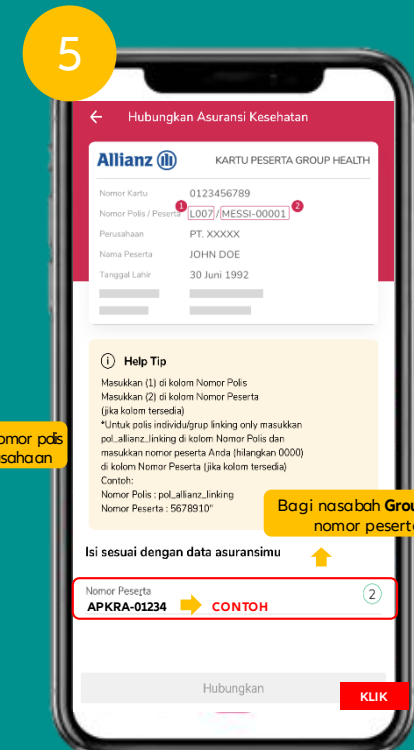 5
Hubungkan Asuransi Kesehatan
Allianz
KARTU PESERTA GROUP HEALTH
Nomor Kartu 0123456789
Nomor Polis / Peserta 1 L007 / MESSI-00001 2
Perusahaan PT. XXXXX
Nama Peserta JOHN DOE
Tanggal Lahir 30 Juni 1992
Help Tip
Masukkan (1) di kolom Nomor Polis
Masukkan (2) di kolom Nomor Peserta
(jika kolom tersedia)
*Untuk polis individu/grup linking only masukkan
pol_allianz_linking di kolom Nomor Polis dan
masukkan nomor peserta Anda (hilangkan 0000)
di kolom Nomor Peserta (jika kolom tersedia)
Contoh:
Nomor Polis : pol_allianz_linking
Nomor Peserta : 5678910"
omor polis
usahaan
Bagi nasabah Grou
nomor peserta
Isi sesuai dengan data asuransimu
Nomor Peserta
APKRA-01234 CONTOH
2
Hubungkan
KLIK